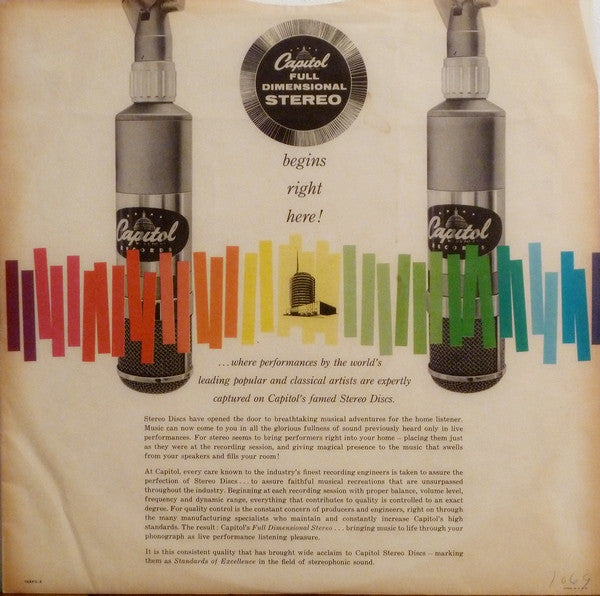 Capitol
FULL
DIMENSIONAL
STEREO
begins
right
here!
Capitol
RECORDS
Capitol
RECORDS
...where performances by the world's
leading popular and classical artists are expertly
captured on Capitol's famed Stereo Discs.
Stereo Discs have opened the door to breathtaking musical adventures for the home listener.
Music can now come to you in all the glorious fullness of sound previously heard only in live
performances. For stereo seems to bring performers right into your home – placing them just
as they were at the recording session, and giving magical presence to the music that swells
from your speakers and fills your room!
At Capitol, every care known to the industry's finest recording engineers is taken to assure the
perfection of Stereo Discs...to assure faithful musical recreations that are unsurpassed
throughout the industry. Beginning at each recording session with proper balance, volume level,
frequency and dynamic range, everything that contributes to quality is controlled to an exact
degree. For quality control is the constant concern of producers and engineers, right on through
the many manufacturing specialists who maintain and constantly increase Capitol's high
standards. The result: Capitol's Full Dimensional Stereo...bringing music to life through your
phonograph as live performance listening pleasure.
It is this consistent quality that has brought wide acclaim to Capitol Stereo Discs – marking
them as Standards of Excellence in the field of stereophonic sound.